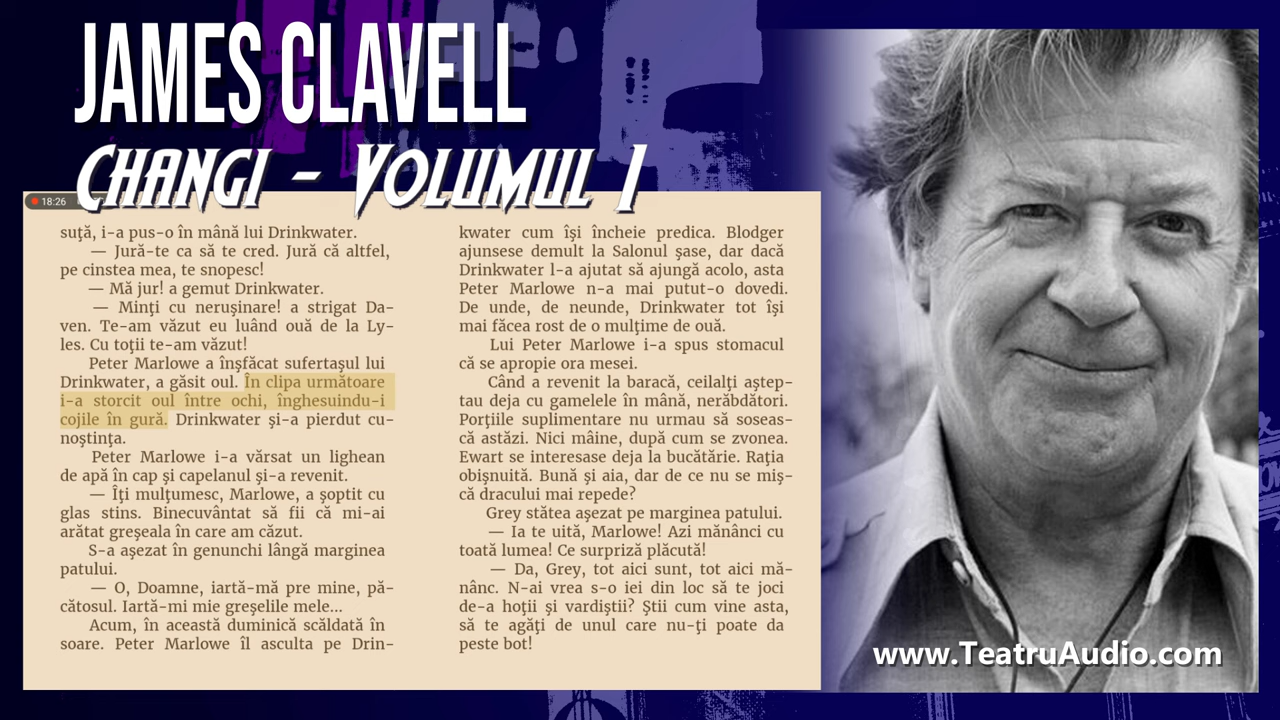 JAMES CLAVELL
CHANGI - VOLUMUL I
18:26
suţă, i-a pus-o în mână lui Drinkwater.
— Jură-te ca să te cred. Jură că altfel,
pe cinstea mea, te snopesc!
— Mă jur! a gemut Drinkwater.
— Minţi cu neruşinare! a strigat Da-
ven. Te-am văzut eu luând ouă de la Ly-
les. Cu toţii te-am văzut!
Peter Marlowe a înşfăcat sufertaşul lui
Drinkwater, a găsit oul. În clipa următoare
i-a storcit oul între ochi, înghesuindu-i
cojile în gură. Drinkwater şi-a pierdut cu-
noştinţa.
Peter Marlowe i-a vărsat un lighean
de apă în cap şi capelanul şi-a revenit.
— Îţi mulţumesc, Marlowe, a şoptit cu
glas stins. Binecuvântat să fii că mi-ai
arătat greşeala în care am căzut.
S-a aşezat în genunchi lângă marginea
patului.
— O, Doamne, iartă-mă pre mine, pă-
cătosul. Iartă-mi mie greşelile mele...
Acum, în această duminică scăldată în
soare. Peter Marlowe îl asculta pe Drin-
kwater cum îşi încheie predica. Blodger
ajunsese demult la Salonul şase, dar dacă
Drinkwater l-a ajutat să ajungă acolo, asta
Peter Marlowe n-a mai putut-o dovedi.
De unde, de neunde, Drinkwater tot îşi
mai făcea rost de o mulţime de ouă.
Lui Peter Marlowe i-a spus stomacul
că se apropie ora mesei.
Când a revenit la baracă, ceilalţi aştep-
tau deja cu gamelele în mână, nerăbdători.
Porţiile suplimentare nu urmau să soseas-
că astăzi. Nici mâine, după cum se zvonea.
Ewart se interesase deja la bucătărie. Raţia
obişnuită. Bună şi aia, dar de ce nu se miş-
că dracului mai repede?
Grey stătea aşezat pe marginea patului.
— Ia te uită, Marlowe! Azi mănânci cu
toată lumea! Ce surpriză plăcută!
— Da, Grey, tot aici sunt, tot aici mă-
nânc. N-ai vrea s-o iei din loc să te joci
de-a hoţii şi vardiştii? Ştii cum vine asta,
să te agăţi de unul care nu-ţi poate da
peste bot!
www.TeatruAudio.com